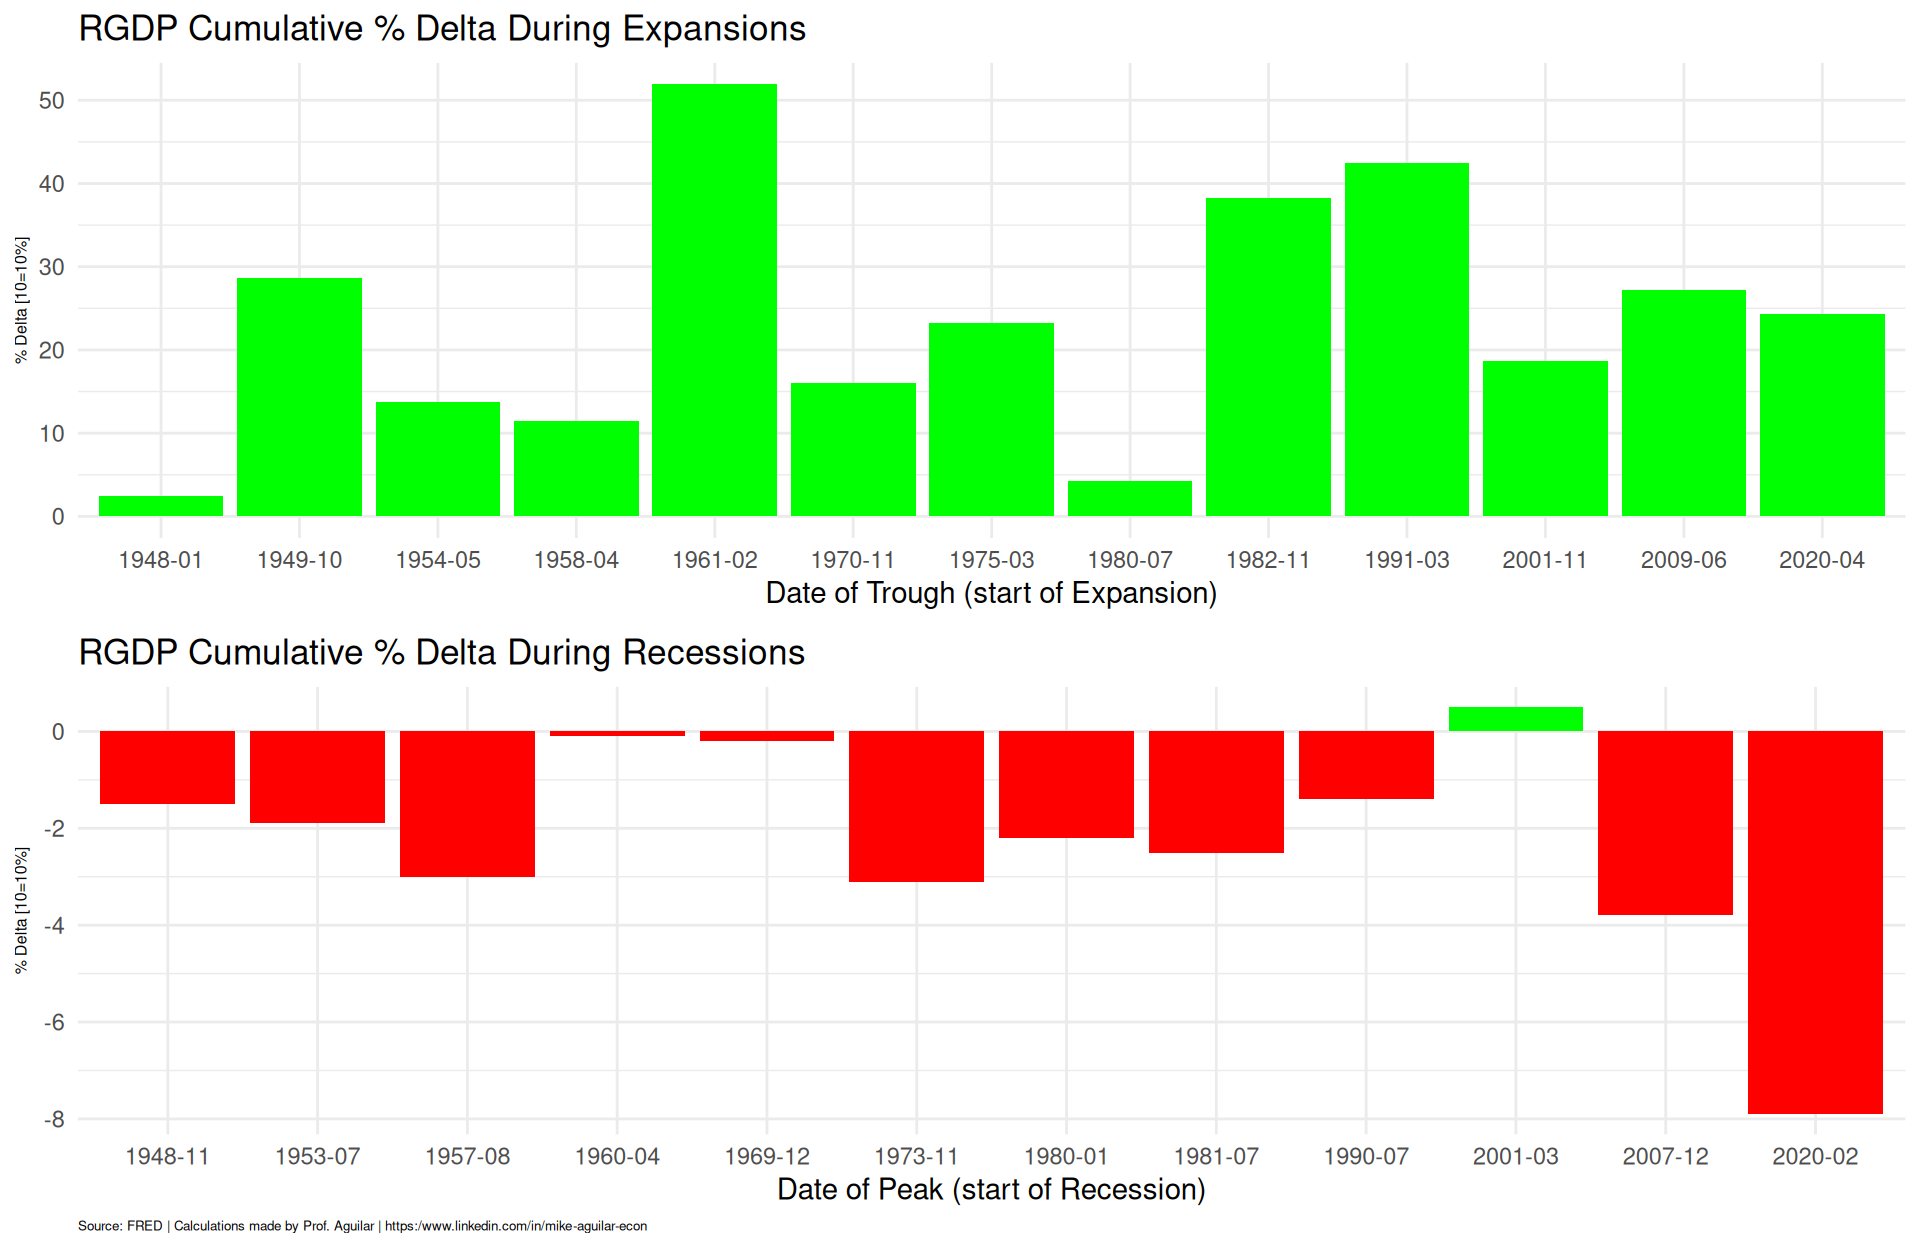 RGDP Cumulative % Delta During Expansions
% Delta [10=10%]
50
40
30
20
10
0
1948-01 1949-10 1954-05 1958-04 1961-02 1970-11 1975-03 1980-07 1982-11 1991-03 2001-11 2009-06 2020-04
Date of Trough (start of Expansion)
RGDP Cumulative % Delta During Recessions
% Delta [10=10%]
0
-2
-4
-6
-8
1948-11 1953-07 1957-08 1960-04 1969-12 1973-11 1980-01 1981-07 1990-07 2001-03 2007-12 2020-02
Date of Peak (start of Recession)
Source: FRED | Calculations made by Prof. Aguilar | https:/www.linkedin.com/in/mike-aguilar-econ